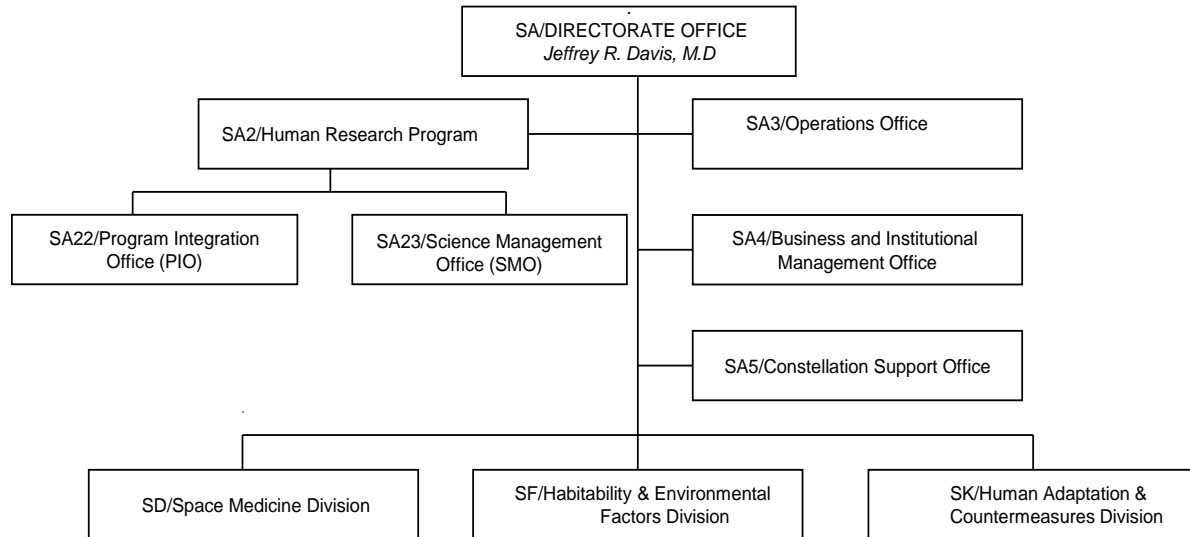 SA/DIRECTORATE OFFICE
Jeffrey R. Davis, M.D
SA2/Human Research Program
SA3/Operations Office
SA22/Program Integration
Office (PIO)
SA23/Science Management
Office (SMO)
SA4/Business and Institutional
Management Office
SA5/Constellation Support Office
SD/Space Medicine Division
SF/Habitability & Environmental
Factors Division
SK/Human Adaptation &
Countermeasures Division